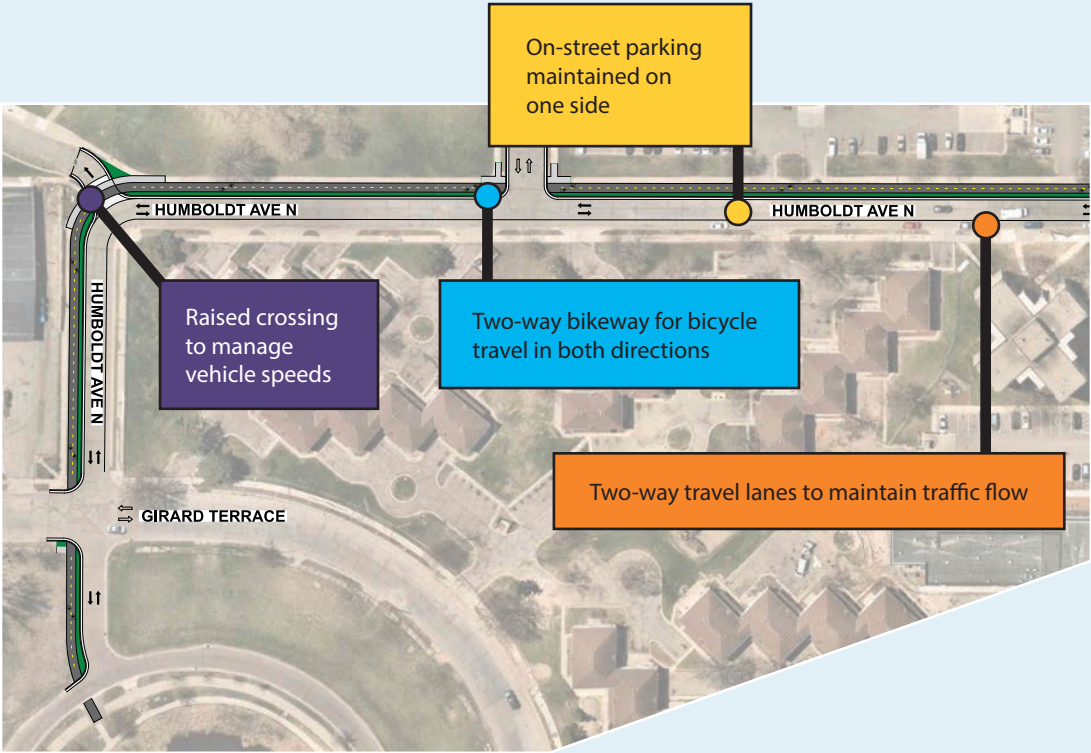 On-street parking
maintained on
one side
HUMBOLDT AVE N
HUMBOLDT AVE N
HUMBOLDT AVE N
Raised crossing
to manage
vehicle speeds
Two-way bikeway for bicycle
travel in both directions
Two-way travel lanes to maintain traffic flow
GIRARD TERRACE